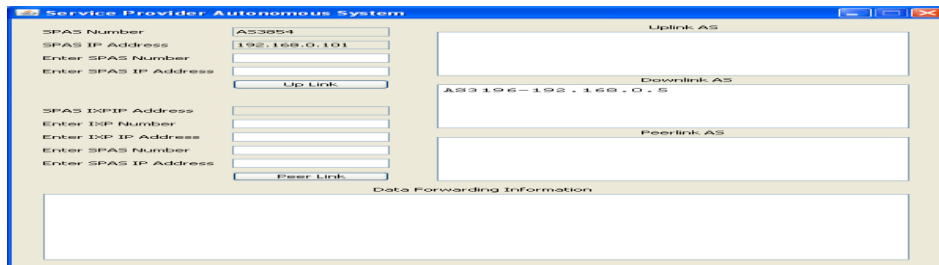 Service Provider Autonomous System
SPAS Number AS3854
SPAS IP Address 192.168.0.101
Enter SPAS Number
Enter SPAS IP Address
Up Link
SPAS IXPIP Address
Enter IXP Number
Enter IXP IP Address
Enter SPAS Number
Enter SPAS IP Address
Peer Link
Uplink AS
Downlink AS
AS3196-192.168.0.5
Peerlink AS
Data Forwarding Information